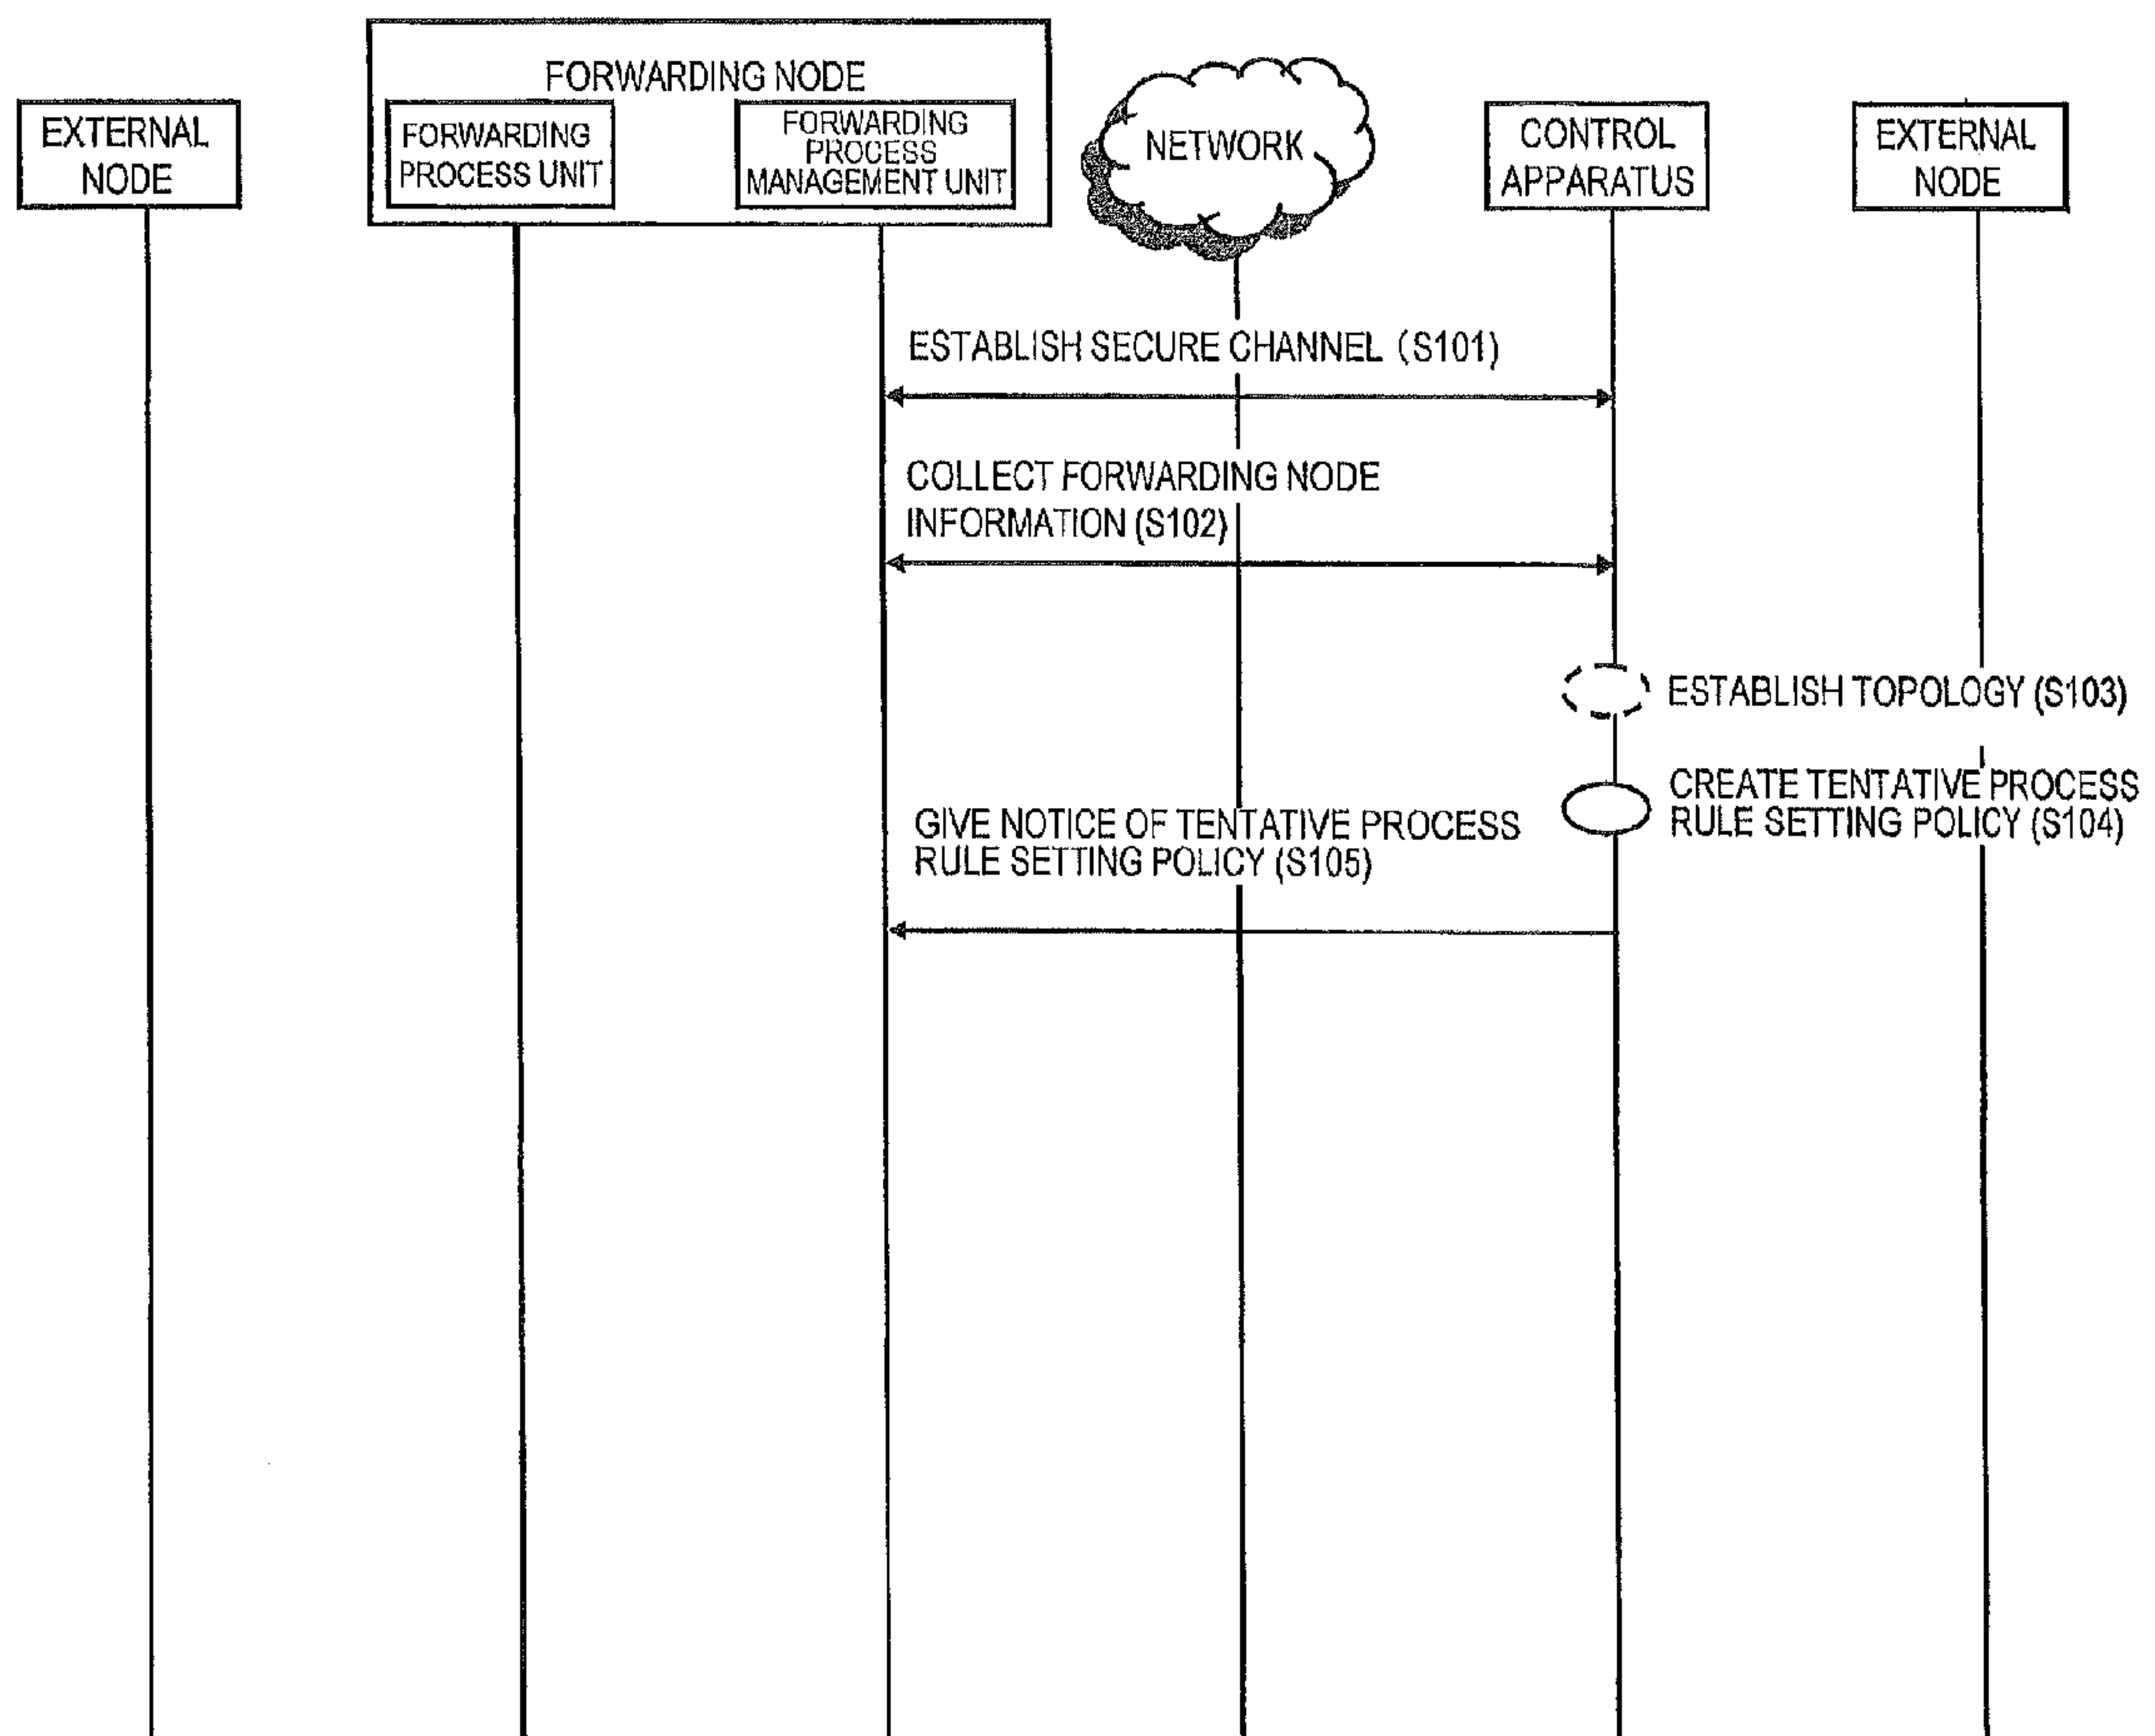 FORWARDING NODE
EXTERNAL
NODE
FORWARDING
PROCESS UNIT
FORWARDING
PROCESS
MANAGEMENT UNIT
NETWORK
CONTROL
APPARATUS
EXTERNAL
NODE
ESTABLISH SECURE CHANNEL (S101)
COLLECT FORWARDING NODE
INFORMATION (S102)
ESTABLISH TOPOLOGY (S103)
CREATE TENTATIVE PROCESS
RULE SETTING POLICY (S104)
GIVE NOTICE OF TENTATIVE PROCESS
RULE SETTING POLICY (S105)